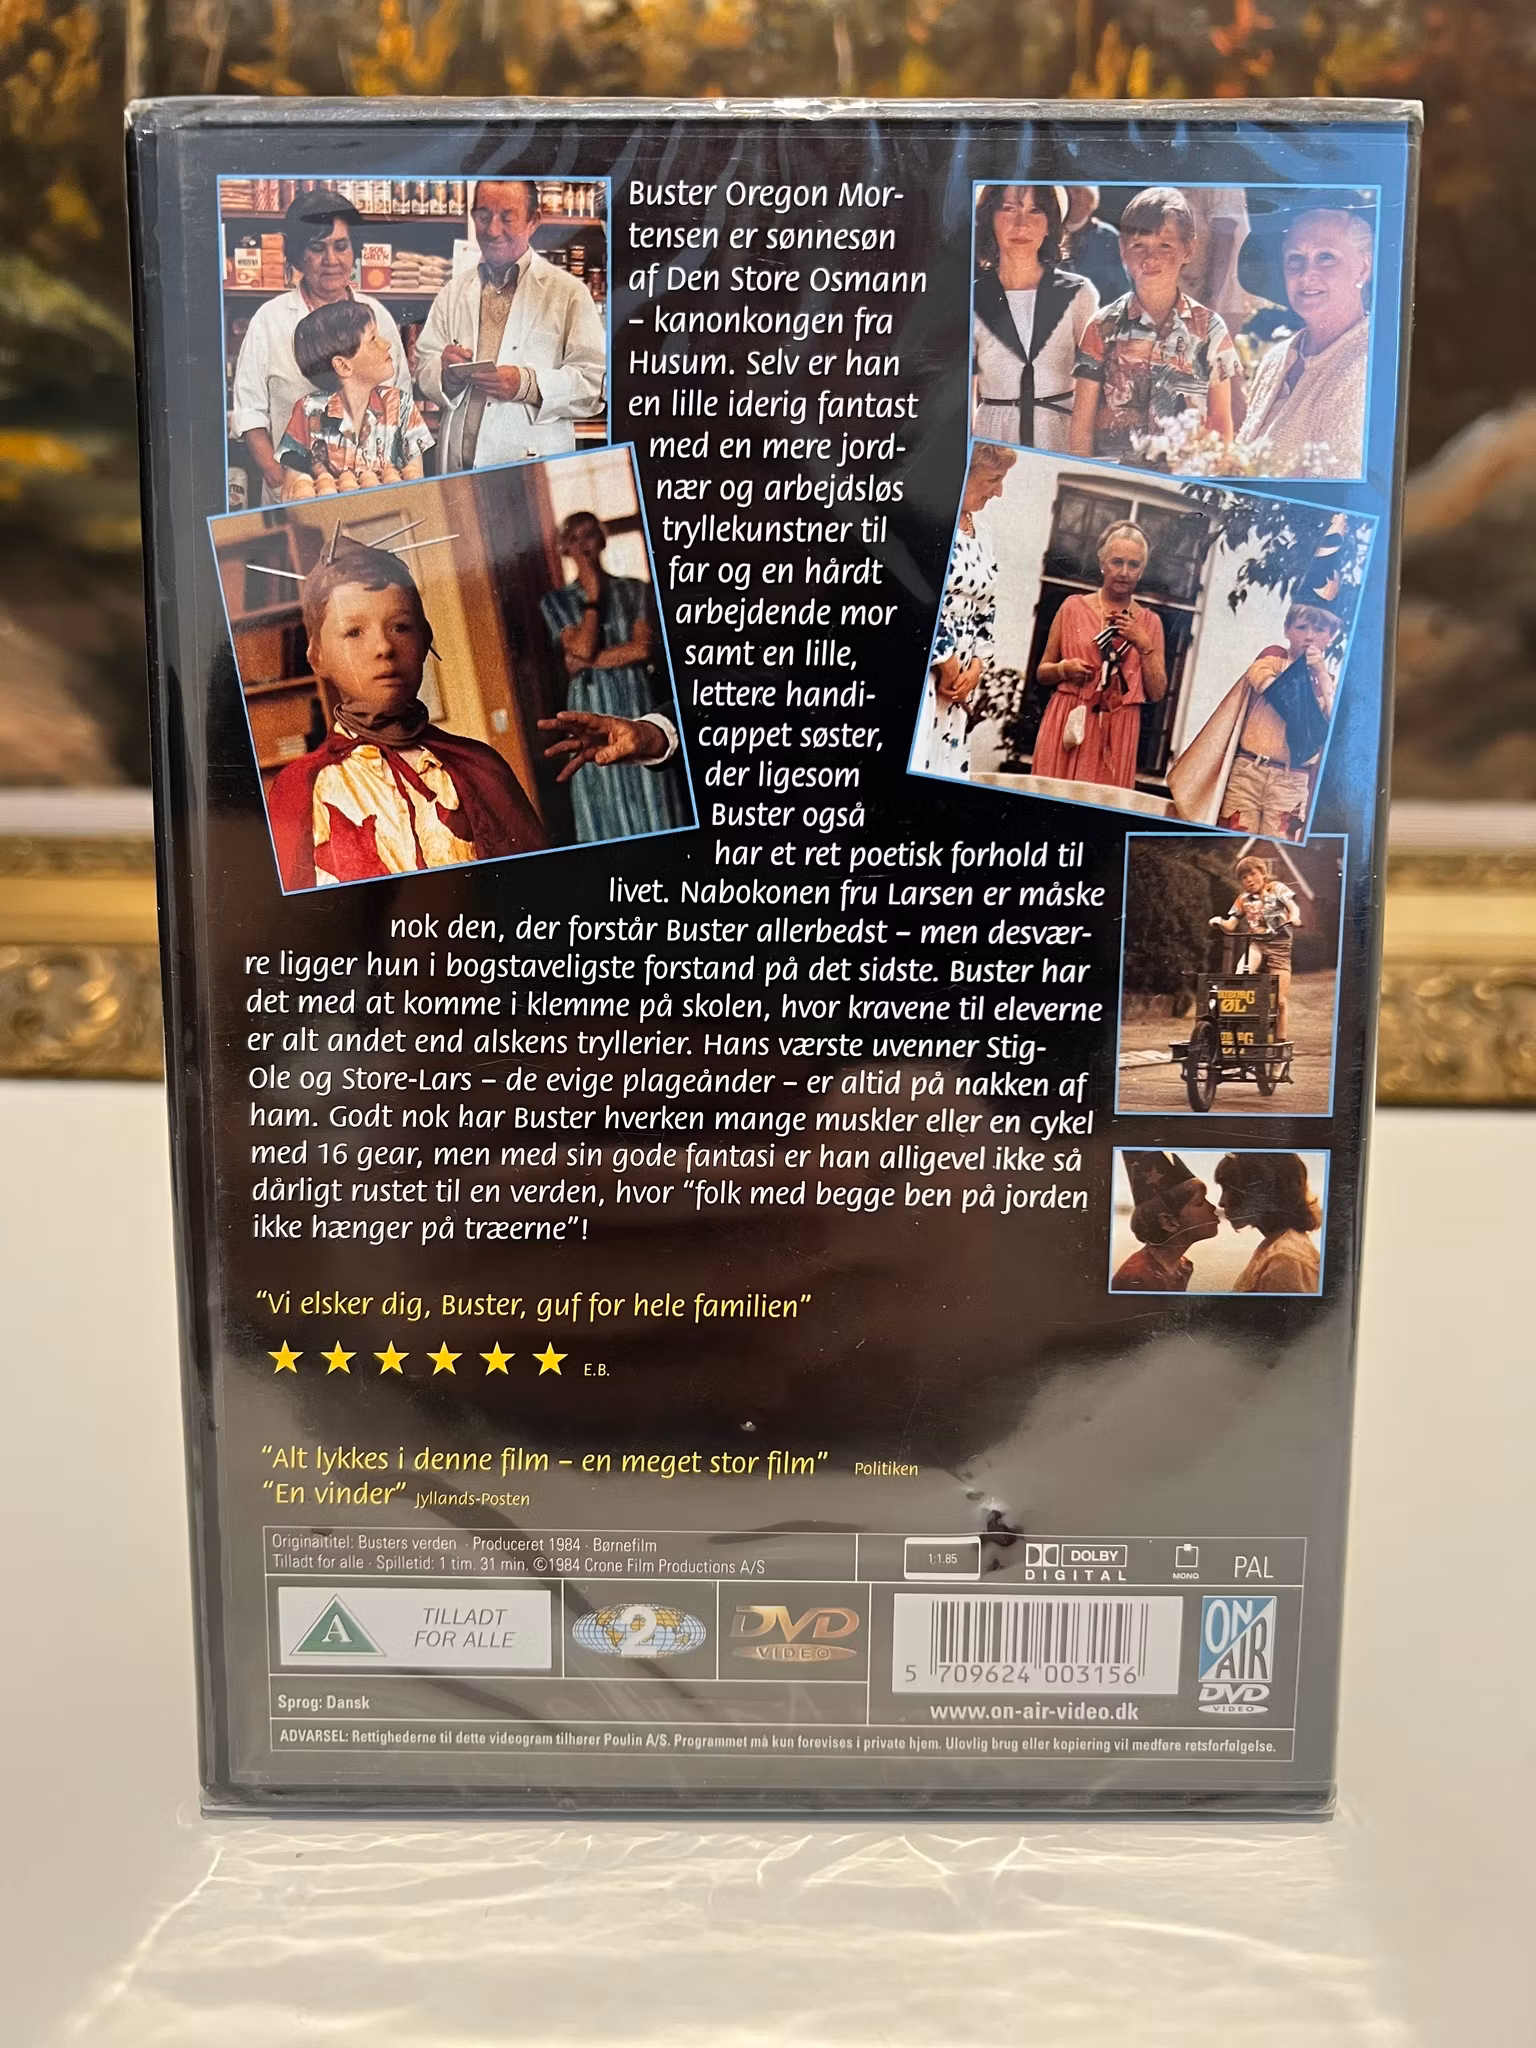 Buster Oregon Mor-
tensen er sønnesøn
af Den Store Osmann
– kanonkongen fra
Husum. Selv er han
en lille iderig fantast
med en mere jord-
nær og arbejdsløs
tryllekunstner til
far og en hårdt
arbejdende mor
samt en lille,
lettere handi-
cappet søster,
der ligesom
Buster også
har et ret poetisk forhold til
livet. Nabokonen fru Larsen er måske
nok den, der forstår Buster allerbedst – men desvær-
re ligger hun i bogstaveligste forstand på det sidste. Buster har
det med at komme i klemme på skolen, hvor kravene til eleverne
er alt andet end alskens tryllerier. Hans værste uvenner Stig-
Ole og Store-Lars – de evige plageånder – er altid på nakken af
ham. Godt nok har Buster hverken mange muskler eller en cykel
med 16 gear, men med sin gode fantasi er han alligevel ikke så
dårligt rustet til en verden, hvor “folk med begge ben på jorden
ikke hænger på træerne”!
“Vi elsker dig, Buster, guf for hele familien”
★ ★ ★ ★ ★ ★ E.B.
“Alt lykkes i denne film – en meget stor film” Politiken
“En vinder” Jyllands-Posten
Originaltitel: Busters verden · Produceret 1984 · Børnefilm
Tilladt for alle · Spilletid: 1 tim. 31 min. ©1984 Crone Film Productions A/S
1:1.85
DOLBY
DIGITAL
MONO
PAL
A
TILLADT
FOR ALLE
2
DVD
VIDEO
5 709624 003156
www.on-air-video.dk
ON
AIR
DVD
VIDEO
Sprog: Dansk
ADVARSEL: Rettighederne til dette videogram tilhører Poulin A/S. Programmet må kun forevises i private hjem. Ulovlig brug eller kopiering vil medføre retsforfølgelse.